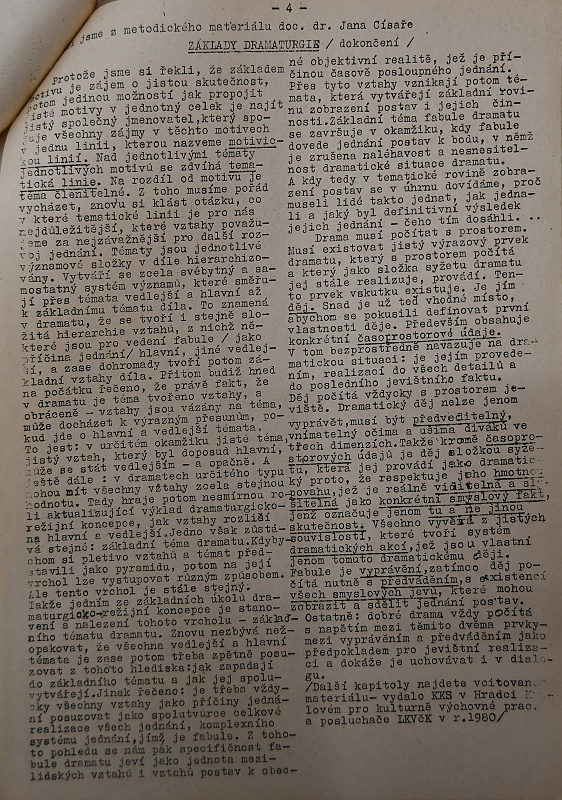 - 4 -
jsme z metodického materiálu doc. dr. Jana Císaře
ZÁKLADY DRAMATURGIE / dokončení /
Protože jsme si řekli, že základem
motivu je zájem o jistou skutečnost,
potom jedinou možností jak propojit
jisté motivy v jednotný celek je najít
jistý společný jmenovatel, který spo-
juje všechny zájmy v těchto motivech
v jednu linii, kterou nazveme motivic-
kou linií. Nad jednotlivými tématy
jednotlivých motivů se zdvíhá tema-
tická linie. Na rozdíl od motivu je
téma členitelné. Z toho musíme pořád
vycházet, znovu si klást otázku, co
v které tematické linii je pro nás
nejdůležitější, které vztahy považu-
jeme za nejzávažnější pro další roz-
voj jednání. Témata jsou jednotlivé
významové složky v díle hierarchizo-
vány. Vytváří se zcela svébytný a sa-
mostatný systém významů, které směřu-
jí přes témata vedlejší a hlavní až
k základnímu tématu díla. To znamená
v dramatu, že se tvoří i stejně slo-
žitá hierarchie vztahů, z nichž ně-
které jsou pro vedení fabule / jako
příčina jednání/ hlavní, jiné vedlej-
ší, a zase dohromady tvoří potom zá-
kladní vztahy díla. Přitom budiž hned
na počátku řečeno, že právě fakt, že
v dramatu je téma tvořeno vztahy, a
obráceně - vztahy jsou vázány na téma,
může docházet k výrazným přesunům, po-
kud jde o hlavní a vedlejší témata.
To jest: v určitém okamžiku jisté téma,
jistý vztah, který byl doposud hlavní,
může se stát vedlejším - a opačně. A
ještě dále : v dramatech určitého typu
mohou mít všechny vztahy zcela stejnou
hodnotu. Tady hraje potom nesmírnou ro-
li aktualizující výklad dramaturgicko-
režijní koncepce, jak vztahy rozliší
na hlavní a vedlejší.Jedno však zůstá-
vá stejné: základní téma dramatu.Kdyby-
chom si pletivo vztahů a témat před-
stavili jako pyramidu, potom na její
vrchol lze vystupovat různým způsobem.
Ale tento vrchol je stále stejný.
Takže jedním ze základních úkolů dra-
maturgicko-režijní koncepce je stano-
vení a nalezení tohoto vrcholu - základ-
ního tématu dramatu. Znovu nezbývá než-
opakovat, že všechna vedlejší a hlavní
témata je zase potom třeba zpětně posu-
zovat z tohoto hlediska:jak zapadají
do základního tématu a jak jej spolu-
vytvářejí.Jinak řečeno: je třeba vždy-
cky všechny vztahy jako příčiny jedná-
ní posuzovat jako spolutvůrce celkové
realizace všech jednání, komplexního
systému jednání,jímž je fabule. Z toho-
to pohledu se nám pak specifičnost fa-
bule dramatu jeví jako jednota mezi-
lidských vztahů i vztahů postav k obec-
né objektivní realitě, jež je pří-
činou časově posloupného jednání.
Přes tyto vztahy vznikají potom té-
mata, která vytvářejí základní rovi-
nu zobrazení postav i jejich čin-
nosti.Základní téma fabule dramatu
se završuje v okamžiku, kdy fabule
dovede jednání postav k bodu, v němž
je zrušena naléhavost a nesnesitel-
nost dramatické situace dramatu.
A kdy tedy v tematické rovině zobra-
zení postav se v úhrnu dovídáme, proč
museli lidé takto jednat, jak jedna-
li a jaký byl definitivní výsledek
jejich jednání - čeho tím dosáhli. ..
Drama musí počítat s prostorem.
Musí existovat jistý výrazový prvek
dramatu, který s prostorem počítá
a který jako složka syžetu dramatu
jej stále realizuje, provádí. Ten-
to prvek vskutku existuje. Je jím
děj. Snad je už teď vhodné místo,
abychom se pokusili definovat první
vlastnosti děje. Především obsahuje
konkrétní časoprostorové údaje.
V tom bezprostředně navazuje na dra-
matickou situaci: je jejím provede-
ním, realizací do všech detailů a
do posledního jevištního faktu.
Děj počítá vždycky s prostorem je-
viště. Dramatický děj nelze jenom
vyprávět,musí být předveditelný,
vnímatelný očima a ušima diváků ve
třech dimenzích.Takže kromě časopro-
storových údajů je děj složkou syže-
tu, která jej provádí jako dramatic-
ký proto, že respektuje jeho hmotnou
povahu,jež je reálně viditelná a sly-
šitelná jako konkrétní smyslový fakt,
jenž označuje jenom tu a ne jinou
skutečnost. Všechno vyvěrá z jistých
souvislostí, které tvoří systém
dramatických akcí,jež jsou vlastní
jenom tomuto dramatickému ději.
Fabule je vyprávění,zatímco děj po-
čítá nutně s předváděním,s existencí
všech smyslových jevů, které mohou
zobrazit a sdělit jednání postav.
Ostatně: dobré drama vždy počítá
s napětím mezi těmito dvěma prvky-
mezi vyprávěním a předváděním jako
předpokladem pro jevištní realiza-
ci a dokáže je uchovávat i v dialo-
gu.
/Další kapitoly najdete vcitovan.
materiálu- vydalo KKS v Hradci
lovém pro kulturně výchovné prac.
a posluchače LKVčK v r.1980/